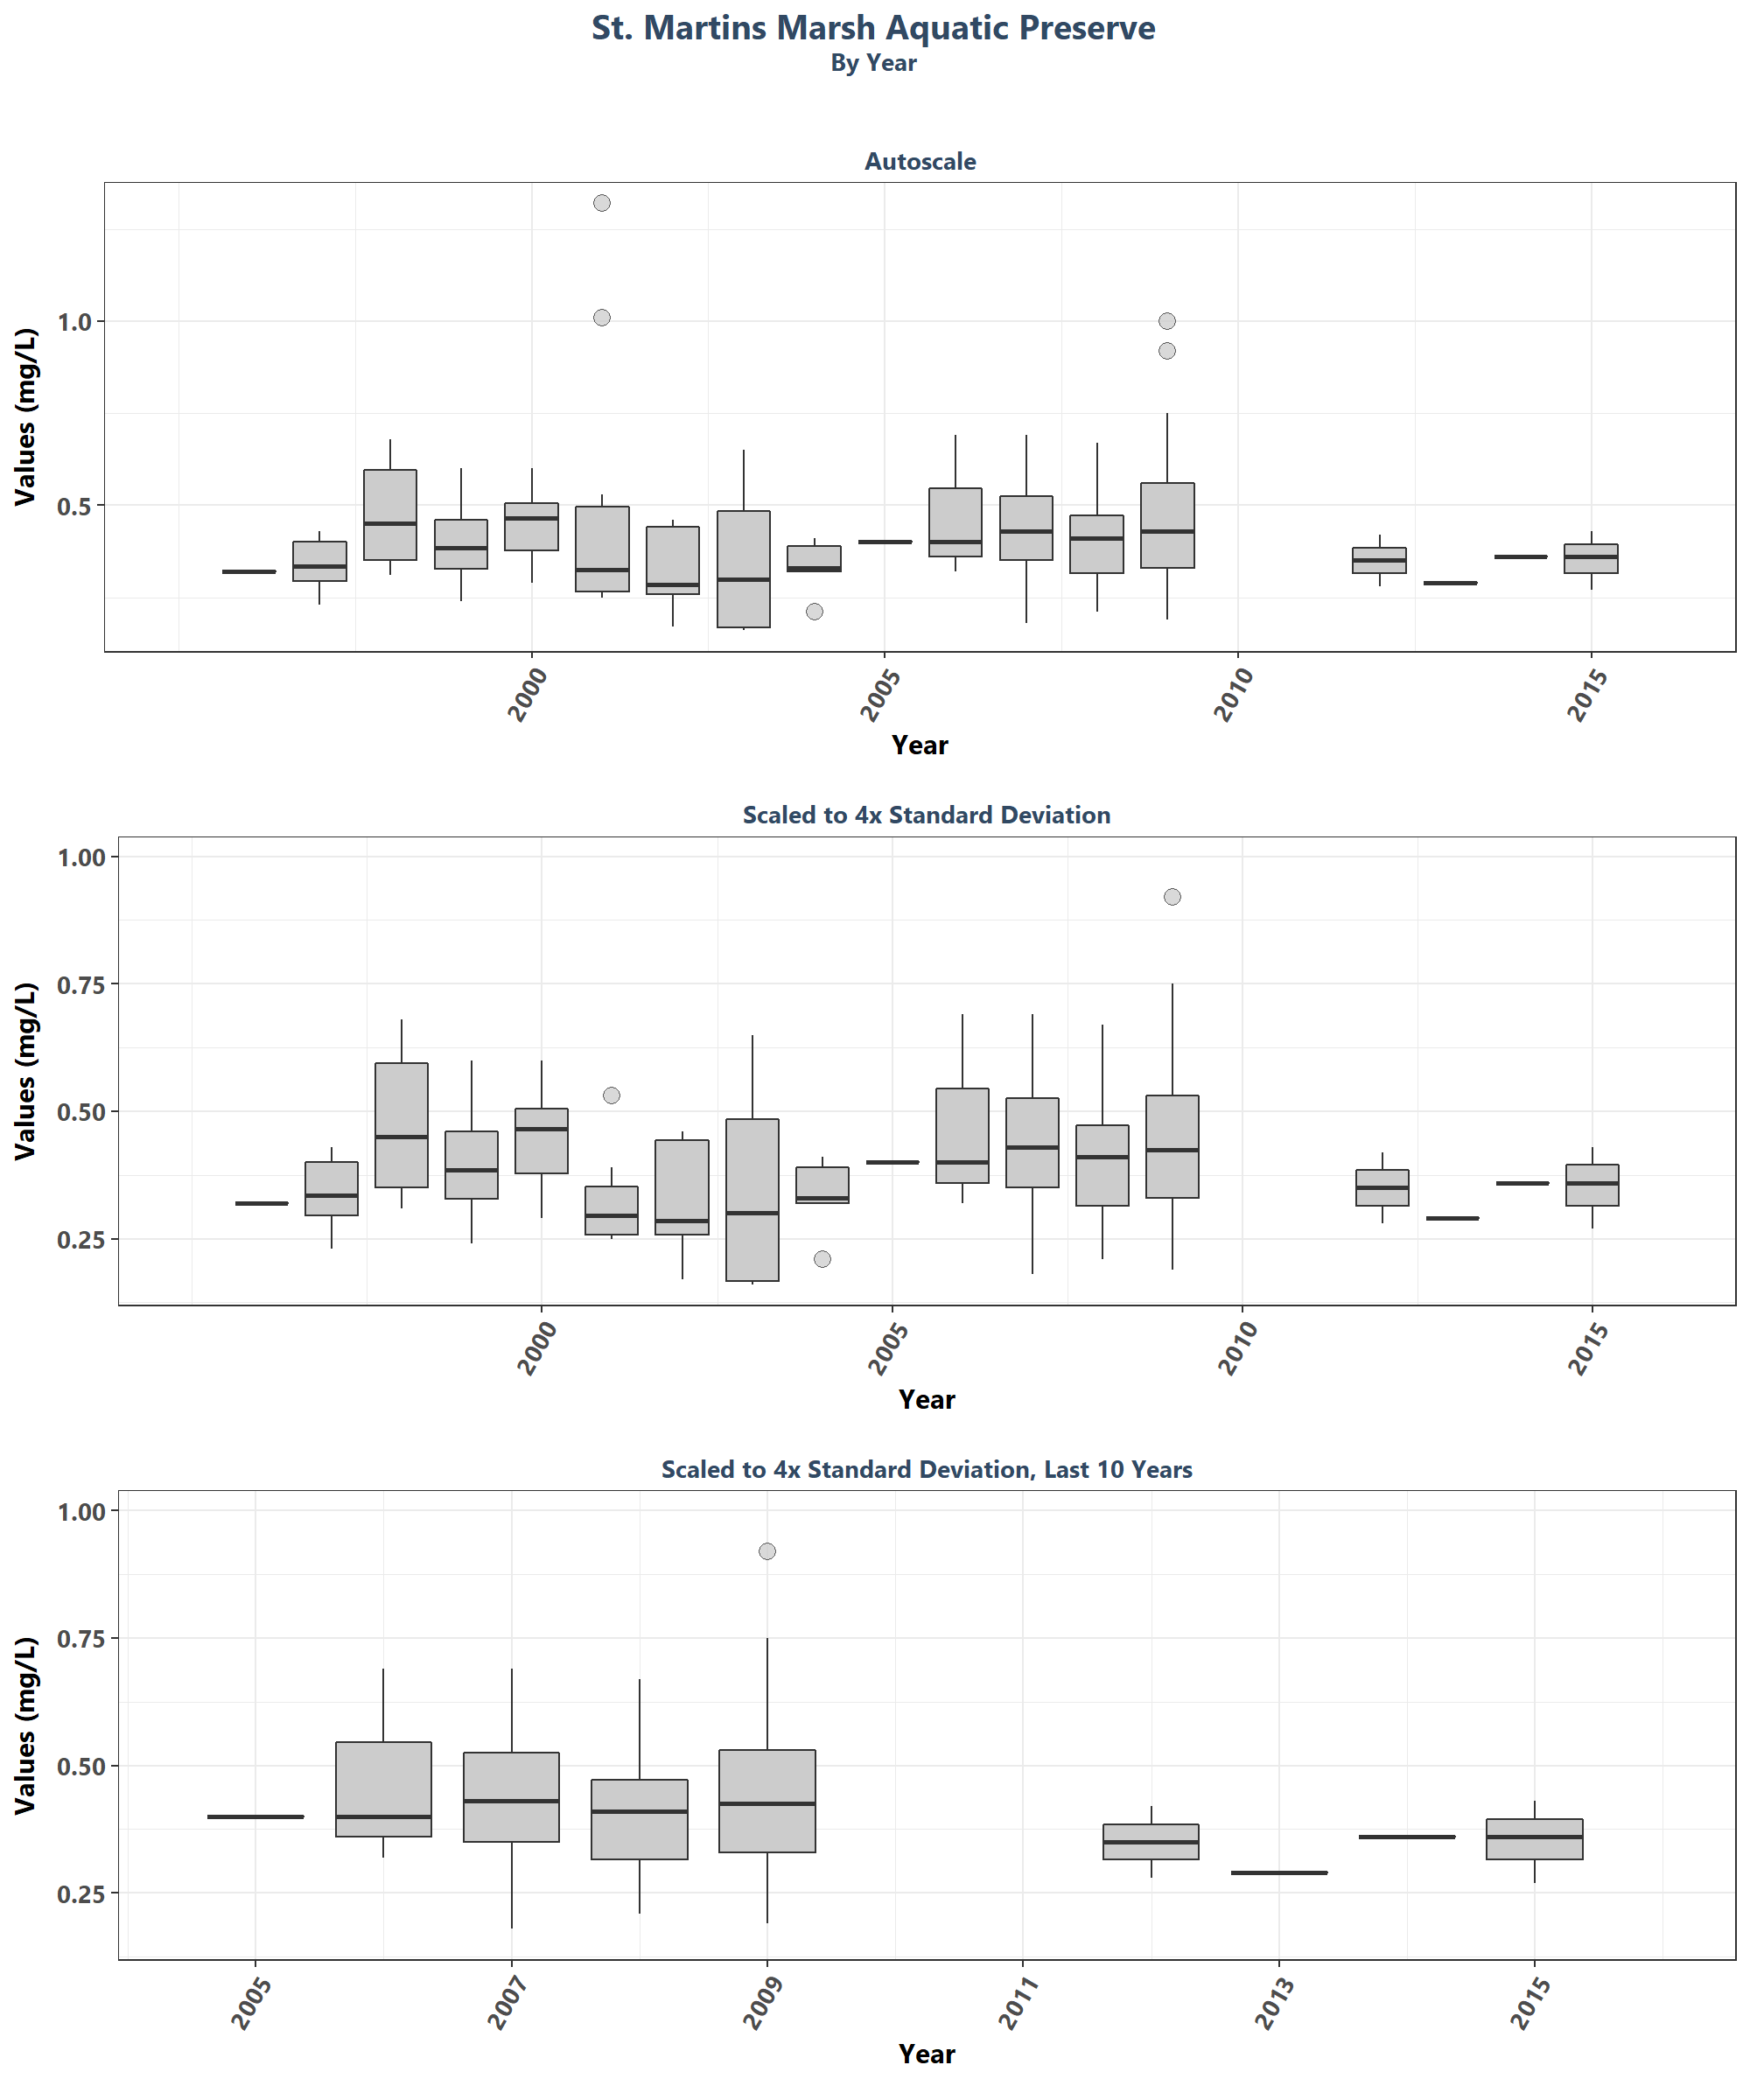 St. Martins Marsh Aquatic Preserve
By Year
Autoscale
Values (mg/L)
1.0
0.5
2000
2005
2010
2015
Year
Scaled to 4x Standard Deviation
Values (mg/L)
1.00
0.75
0.50
0.25
2000
2005
2010
2015
Year
Scaled to 4x Standard Deviation, Last 10 Years
Values (mg/L)
1.00
0.75
0.50
0.25
2005
2007
2009
2011
2013
2015
Year